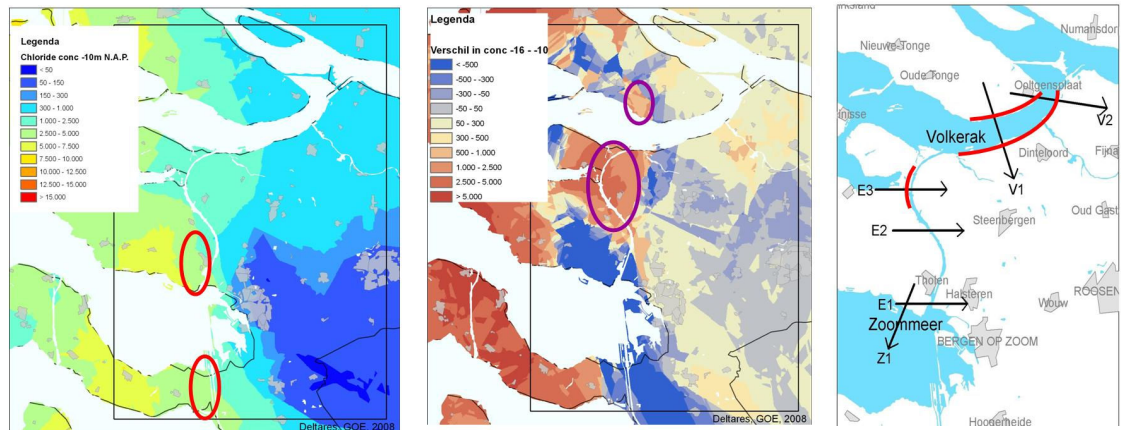 Legenda
Chloride conc -10m N.A.P.
< 50
50 - 150
150 - 300
300 - 1.000
1.000 - 2.500
2.500 - 5.000
5.000 - 7.500
7.500 - 10.000
10.000 - 12.500
12.500 - 15.000
> 15.000
Deltares, GOE, 2008
Legenda
Verschil in conc -16 - -10
< -500
-500 - -300
-300 - -50
-50 - 50
50 - 300
300 - 500
500 - 1.000
1.000 - 2.500
2.500 - 5.000
> 5.000
Deltares, GOE, 2008
Numansdor
Nieuwe-Tonge
Oude Tonge
Ooltgensplaat
nisse
Volkerak
V2
Dinteloord
Fijna
V1
E3
Oud Gast
Steenbergen
E2
Tholen
Halsteren
E1
Wouw
ROOSEN
Zoommeer
BERGEN OP ZOOM
Z1
Hoogerheide